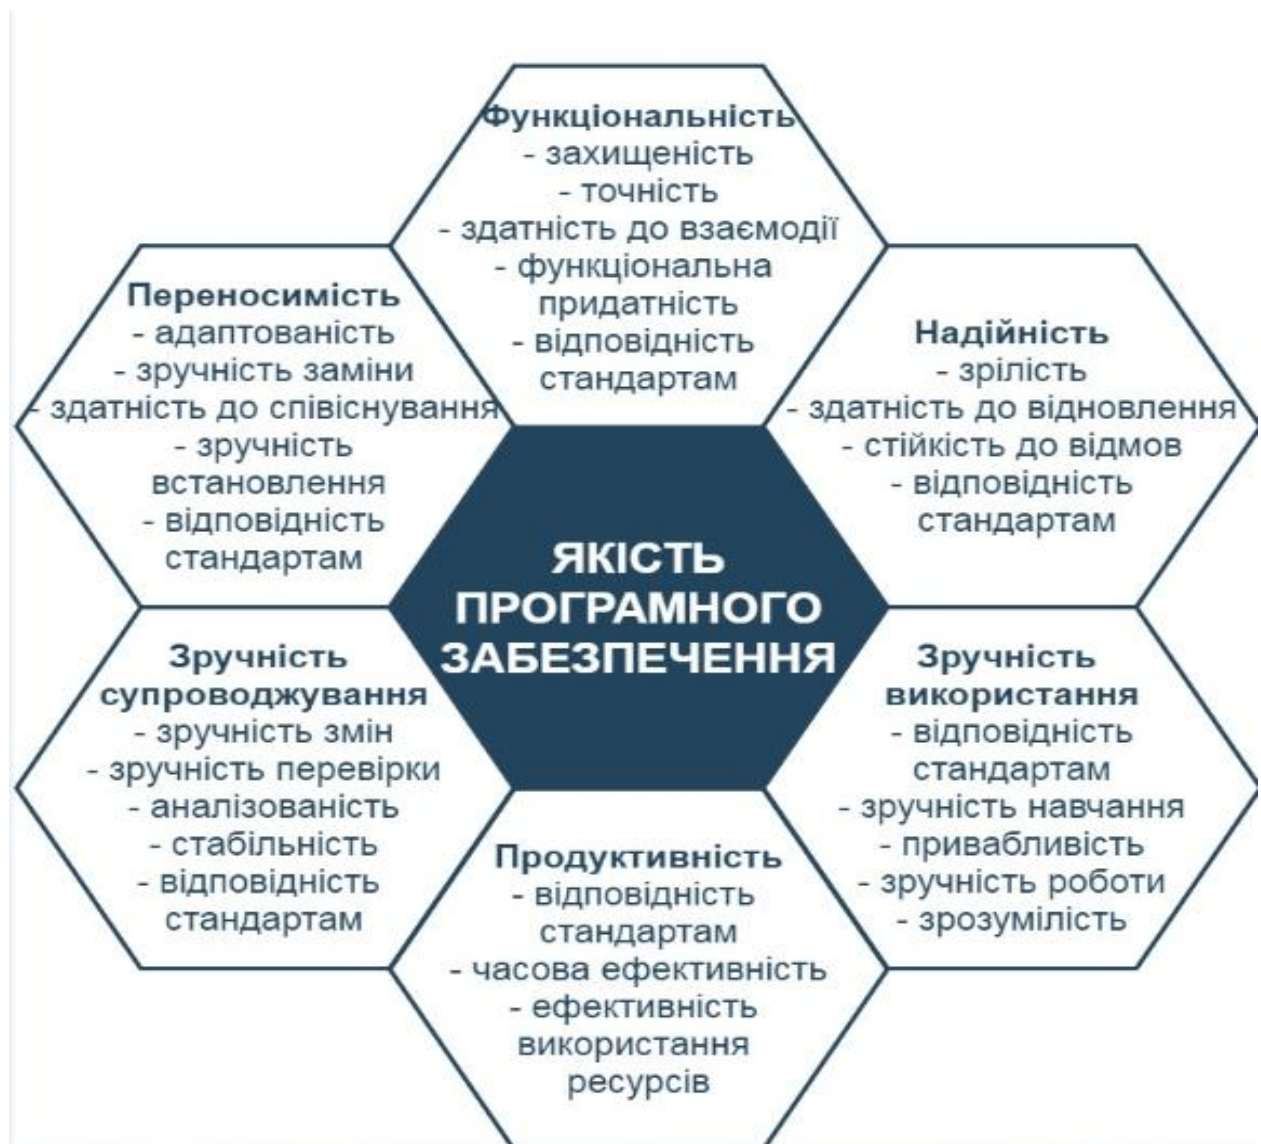 Функціональність
- захищеність
- точність
- здатність до взаємодії
- функціональна
придатність
- відповідність
стандартам
Переносимість
- адаптованість
- зручність заміни
- здатність до співіснування
- зручність
встановлення
- відповідність
стандартам
Надійність
- зрілість
- здатність до відновлення
- стійкість до відмов
- відповідність
стандартам
ЯКІСТЬ
ПРОГРАМНОГО
ЗАБЕЗПЕЧЕННЯ
Зручність
супроводжування
- зручність змін
- зручність перевірки
- аналізованість
- стабільність
- відповідність
стандартам
Зручність
використання
- відповідність
стандартам
- зручність навчання
- привабливість
- зручність роботи
- зрозумілість
Продуктивність
- відповідність
стандартам
- часова ефективність
- ефективність
використання
ресурсів